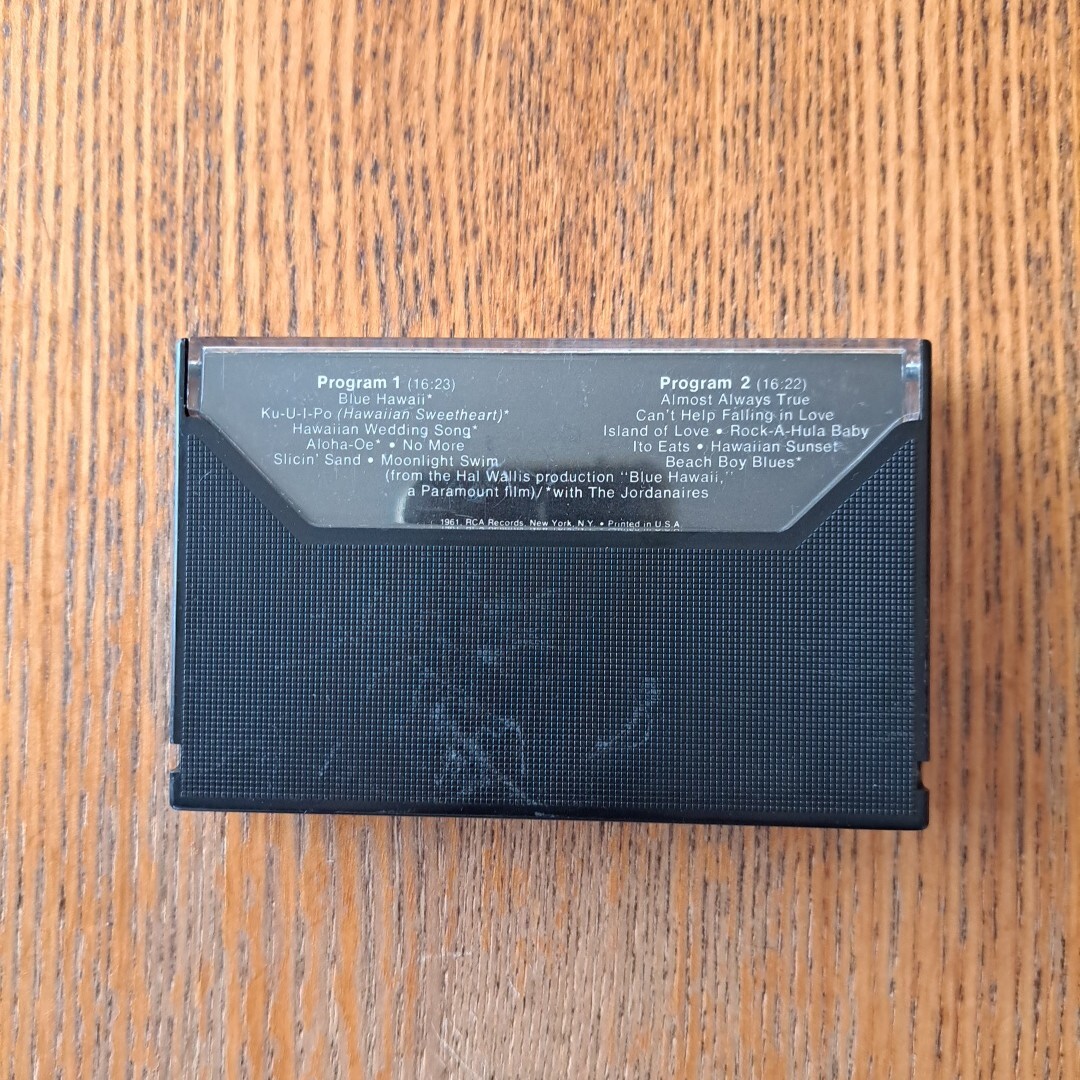 Program 1 (16:23)
Blue Hawaii*
Ku-U-I-Po (Hawaiian Sweetheart)*
Hawaiian Wedding Song*
Aloha-Oe* • No More
Slicin' Sand • Moonlight Swim
Program 2 (16:22)
Almost Always True
Can't Help Falling in Love
Island of Love • Rock-A-Hula Baby
Ito Eats • Hawaiian Sunset
Beach Boy Blues*
(from the Hal Wallis production "Blue Hawaii,"
a Paramount film)/*with The Jordanaires
1961, RCA Records, New York, N.Y. • Printed in U.S.A.